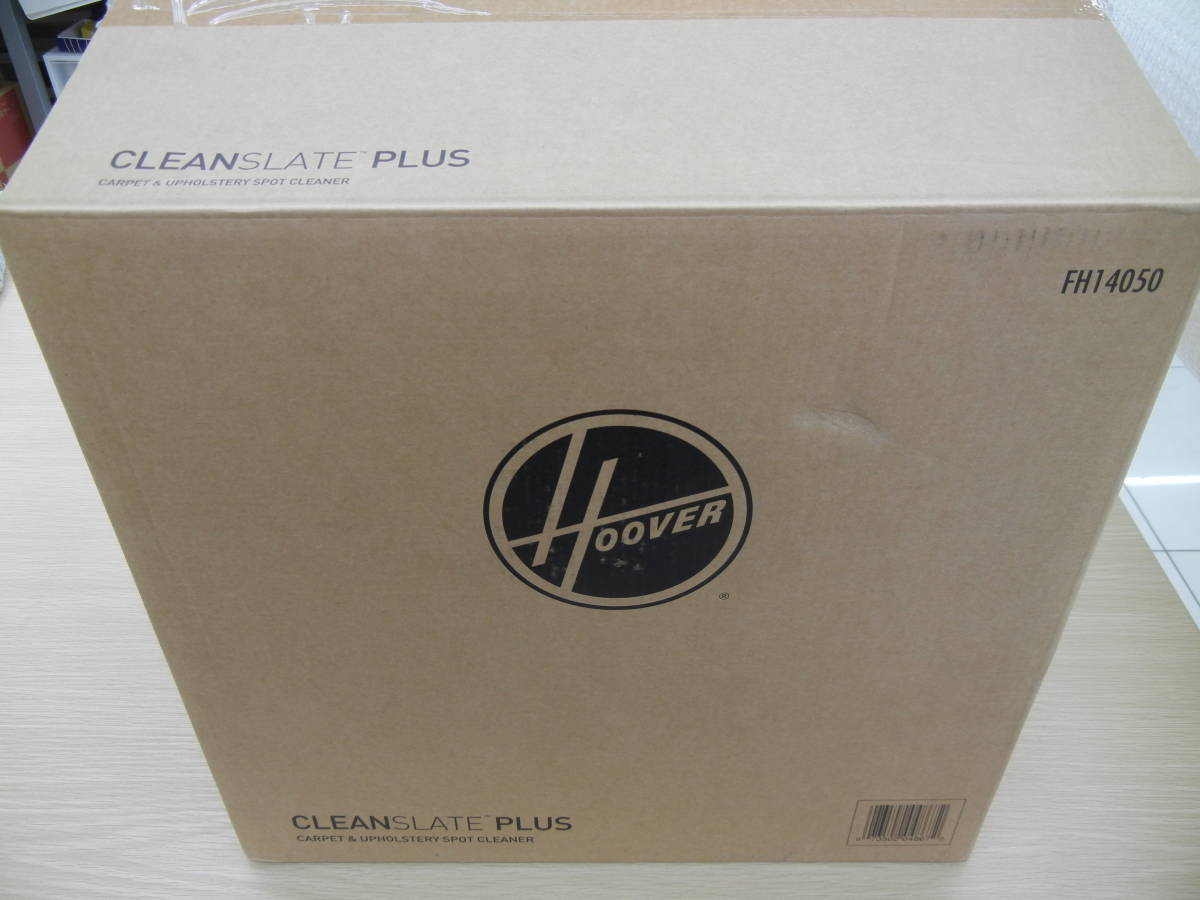 CLEANSLATE™ PLUS
CARPET & UPHOLSTERY SPOT CLEANER
FH14050
HOOVER
®
CLEANSLATE™ PLUS
CARPET & UPHOLSTERY SPOT CLEANER